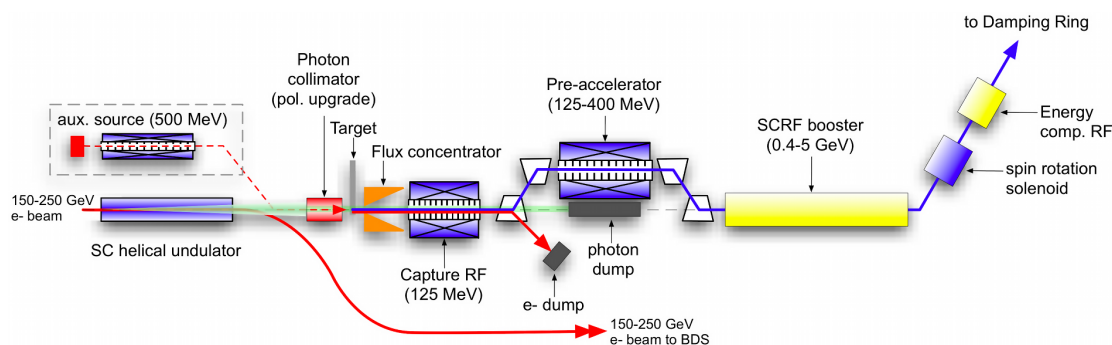 to Damping Ring
Photon
collimator
(pol. upgrade)
Pre-accelerator
(125-400 MeV)
aux. source (500 MeV)
Target
Flux concentrator
SCRF booster
(0.4-5 GeV)
Energy
comp. RF
spin rotation
solenoid
150-250 GeV
e- beam
SC helical undulator
Capture RF
(125 MeV)
photon
dump
e- dump
150-250 GeV
e- beam to BDS